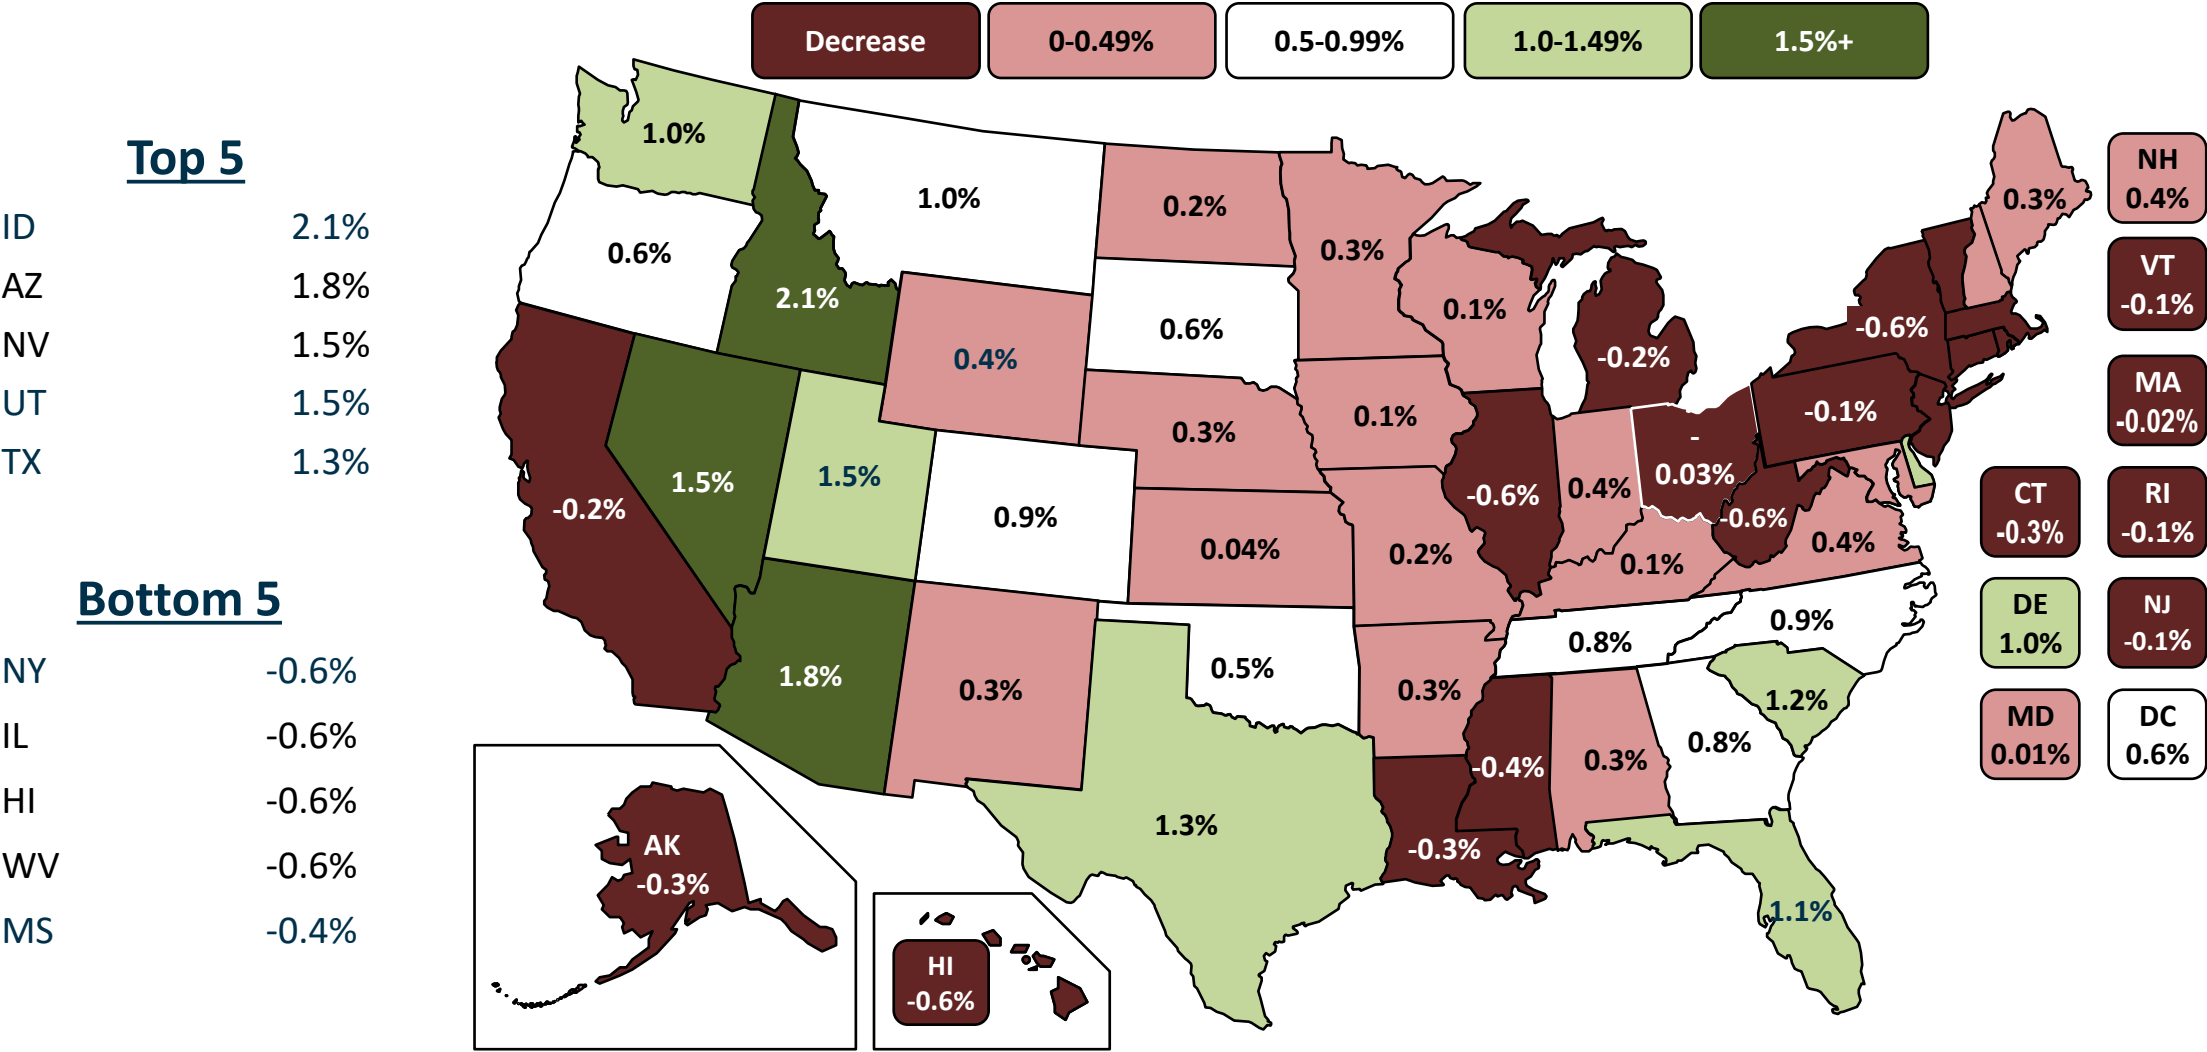 Decrease 0-0.49% 0.5-0.99% 1.0-1.49% 1.5%+
Top 5
ID 2.1%
AZ 1.8%
NV 1.5%
UT 1.5%
TX 1.3%
Bottom 5
NY -0.6%
IL -0.6%
HI -0.6%
WV -0.6%
MS -0.4%
1.0%
0.6%
2.1%
1.0%
0.4%
-0.2%
1.5%
1.5%
0.9%
1.8%
0.3%
0.2%
0.6%
0.3%
0.04%
0.5%
1.3%
0.3%
0.1%
0.2%
0.3%
-0.3%
0.1%
-0.6%
-0.2%
0.4%
-
0.03%
0.1%
0.8%
-0.4%
0.3%
0.8%
1.1%
1.2%
0.9%
0.4%
-0.6%
-0.1%
-0.6%
0.3%
AK
-0.3%
HI
-0.6%
NH
0.4%
VT
-0.1%
MA
-0.02%
CT
-0.3%
RI
-0.1%
DE
1.0%
NJ
-0.1%
MD
0.01%
DC
0.6%